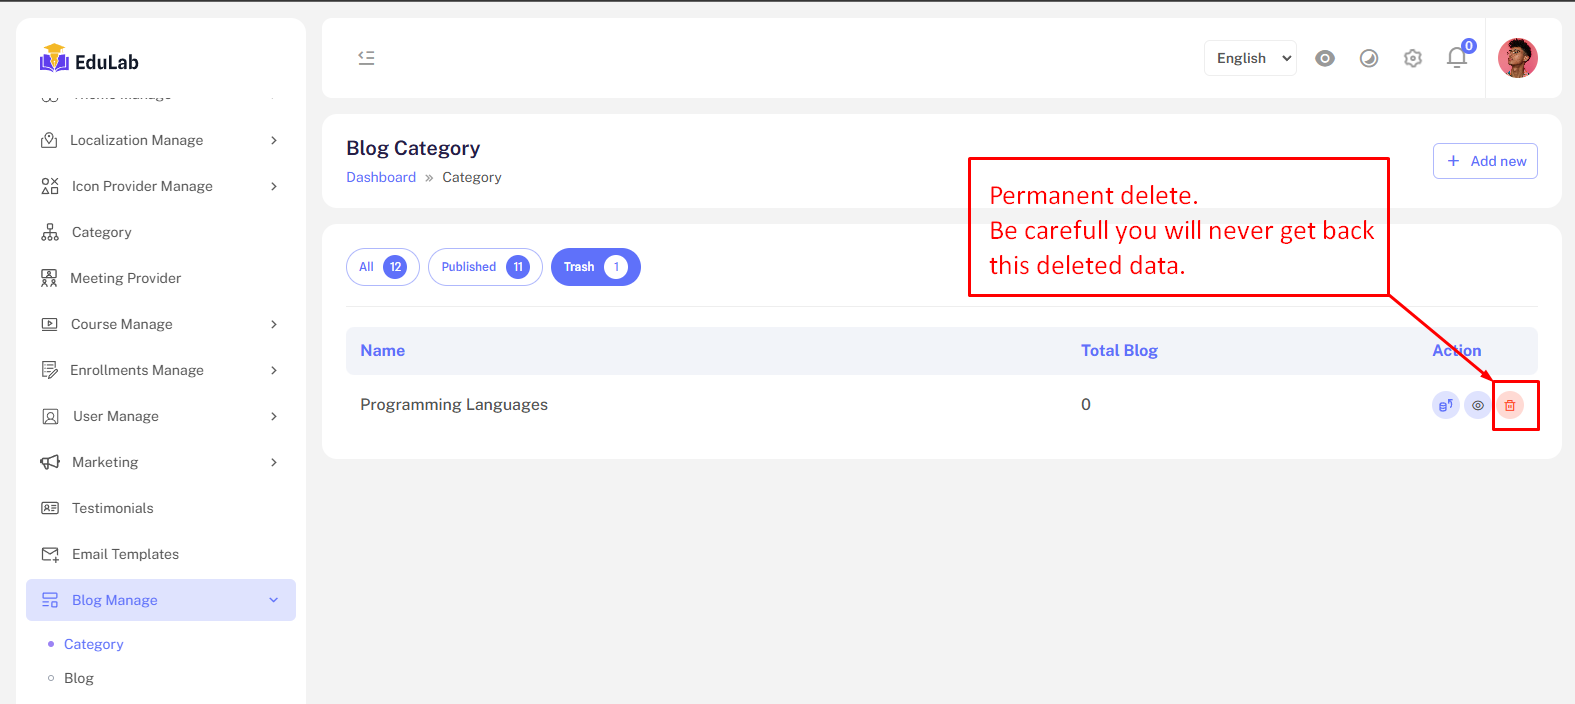 EduLab
Theme Manage
Localization Manage
Icon Provider Manage
Category
Meeting Provider
Course Manage
Enrollments Manage
User Manage
Marketing
Testimonials
Email Templates
Blog Manage
Category
Blog
English
0
Blog Category
Dashboard » Category
+ Add new
Permanent delete.
Be carefull you will never get back
this deleted data.
All 12 Published 11 Trash 1
Name Total Blog Action
Programming Languages 0